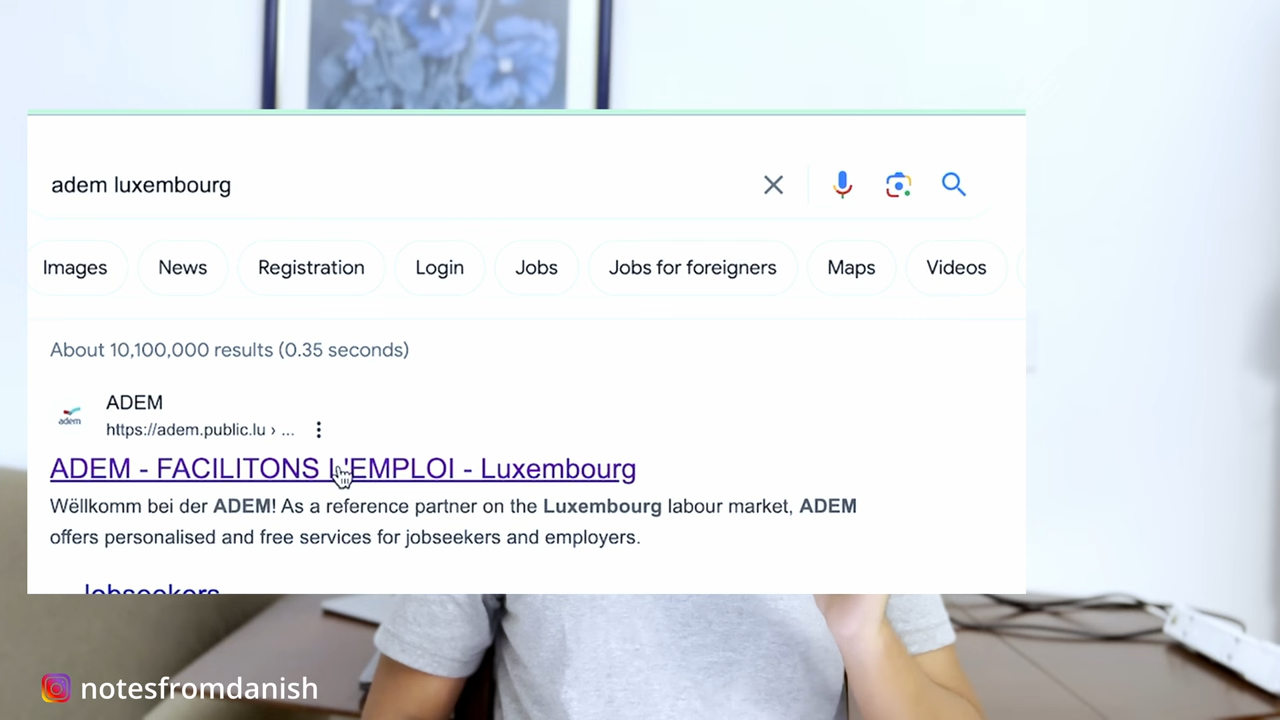 adem luxembourg
Images News Registration Login Jobs Jobs for foreigners Maps Videos
About 10,100,000 results (0.35 seconds)
adem
ADEM
https://adem.public.lu › ...
ADEM - FACILITONS L'EMPLOI - Luxembourg
Wëllkomm bei der ADEM! As a reference partner on the Luxembourg labour market, ADEM
offers personalised and free services for jobseekers and employers.
Jobseekers
notesfromdanish